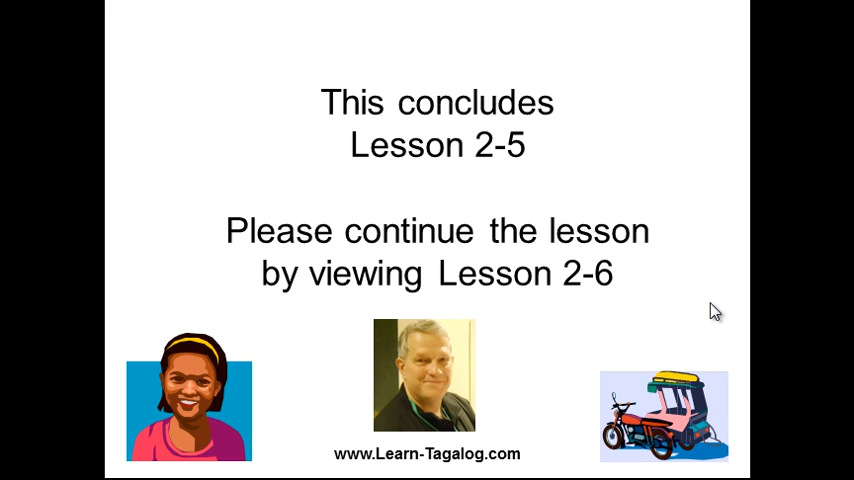 This concludes
Lesson 2-5
Please continue the lesson
by viewing Lesson 2-6
www.Learn-Tagalog.com